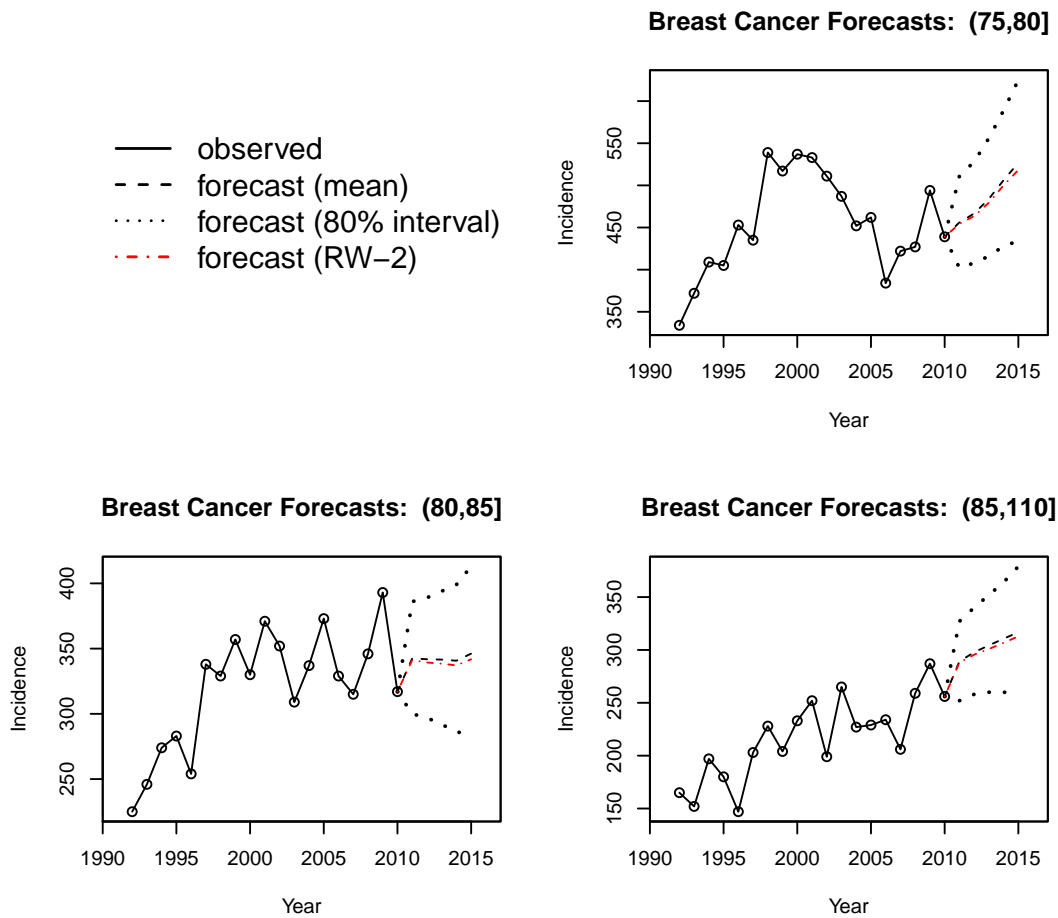 Breast Cancer Forecasts:  (75,80]
observed
forecast (mean)
forecast (80% interval)
forecast (RW−2)
Incidence
350
450
550
1990 1995 2000 2005 2010 2015
Year
Breast Cancer Forecasts:  (80,85]
Incidence
250
300
350
400
1990 1995 2000 2005 2010 2015
Year
Breast Cancer Forecasts:  (85,110]
Incidence
150
200
250
300
350
1990 1995 2000 2005 2010 2015
Year